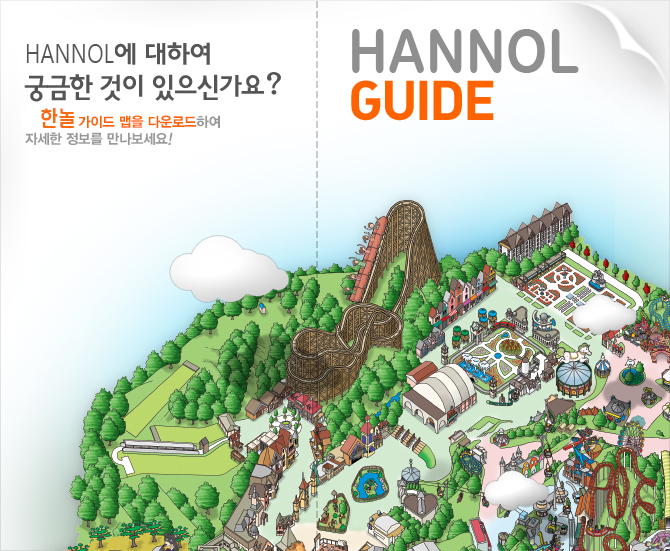 HANNOL에 대하여
궁금한 것이 있으신가요?
한놀 가이드 맵을 다운로드하여
자세한 정보를 만나보세요!
HANNOL
GUIDE